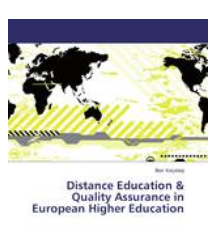 Distance Education &
Quality Assurance in
European Higher Education